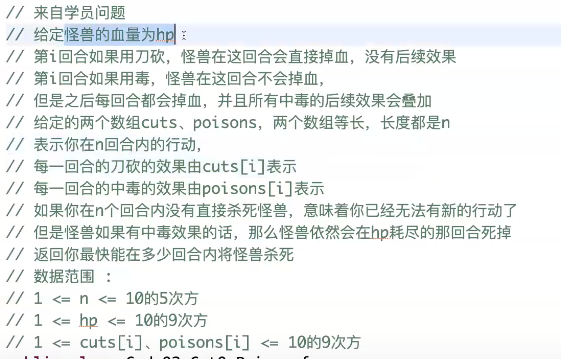 // 来自学员问题
// 给定怪兽的血量为hp
// 第i回合如果用刀砍，怪兽在这回合会直接掉血，没有后续效果
// 第i回合如果用毒，怪兽在这回合不会掉血，
// 但是之后每回合都会掉血，并且所有中毒的后续效果会叠加
// 给定的两个数组cuts、poisons，两个数组等长，长度都是n
// 表示你在n回合内的行动，
// 每一回合的刀砍的效果由cuts[i]表示
// 每一回合的中毒的效果由poisons[i]表示
// 如果你在n个回合内没有直接杀死怪兽，意味着你已经无法有新的行动了
// 但是怪兽如果有中毒效果的话，那么怪兽依然会在hp耗尽的那回合死掉
// 返回你最快能在多少回合内将怪兽杀死
// 数据范围 :
// 1 <= n <= 10的5次方
// 1 <= hp <= 10的9次方
// 1 <= cuts[i]、poisons[i] <= 10的9次方